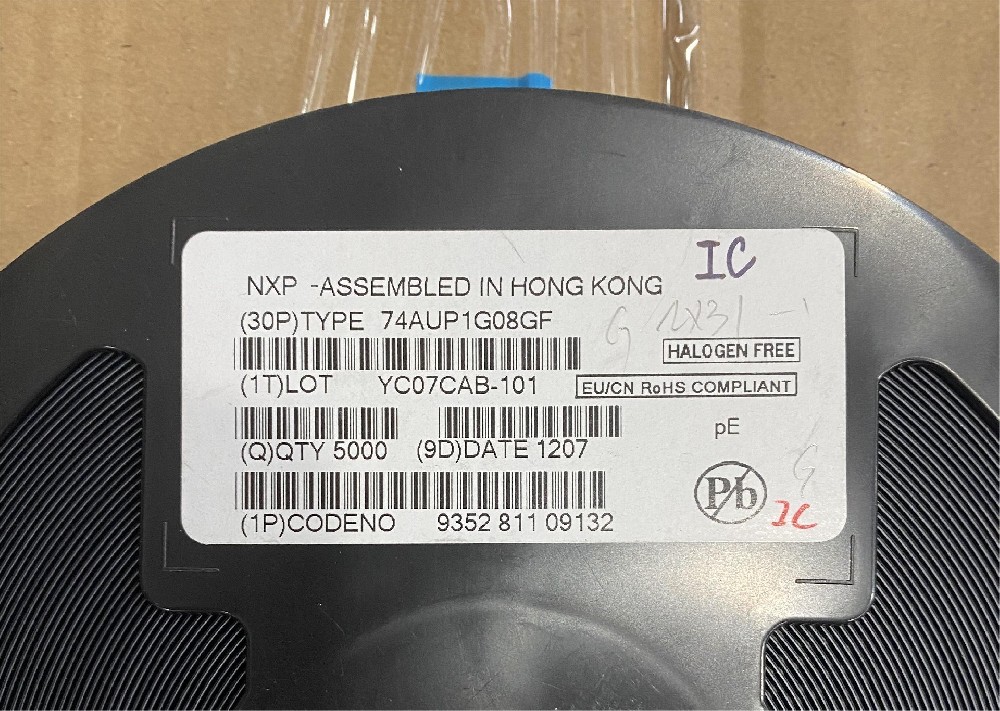 IC
NXP -ASSEMBLED IN HONG KONG
(30P)TYPE 74AUP1G08GF
HALOGEN FREE
(1T)LOT YC07CAB-101
EU/CN RoHS COMPLIANT
pE
(Q)QTY 5000 (9D)DATE 1207
Pb
IC
(1P)CODENO 9352 811 09132